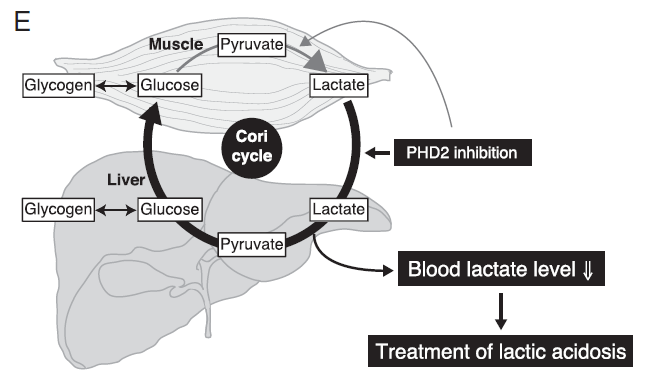 E
Muscle
Pyruvate
Glycogen
Glucose
Lactate
Cori
cycle
PHD2 inhibition
Liver
Glycogen
Glucose
Lactate
Pyruvate
Blood lactate level ⇓
Treatment of lactic acidosis